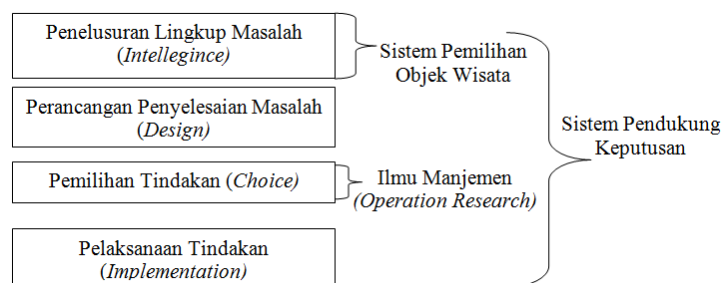 Penelusuran Lingkup Masalah
(Intellegince)
Sistem Pemilihan
Objek Wisata
Perancangan Penyelesaian Masalah
(Design)
Sistem Pendukung
Keputusan
Pemilihan Tindakan (Choice)
Ilmu Manjemen
(Operation Research)
Pelaksanaan Tindakan
(Implementation)